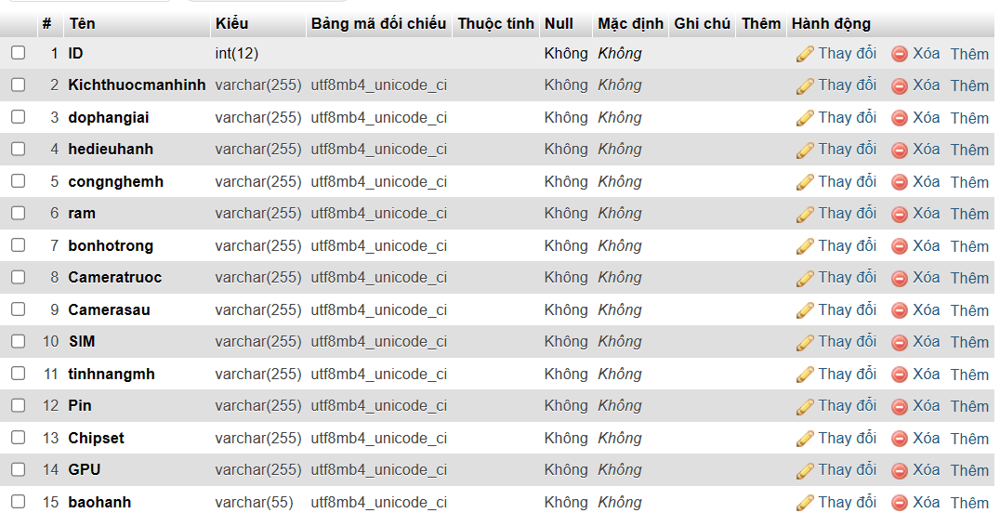 # Tên Kiểu Bảng mã đối chiếu Thuộc tính Null Mặc định Ghi chú Thêm Hành động
1 ID int(12) Không Không Thay đổi Xóa Thêm
2 Kichthuocmanhinh varchar(255) utf8mb4_unicode_ci Không Không Thay đổi Xóa Thêm
3 dophangiai varchar(255) utf8mb4_unicode_ci Không Không Thay đổi Xóa Thêm
4 hedieuhanh varchar(255) utf8mb4_unicode_ci Không Không Thay đổi Xóa Thêm
5 congnghemh varchar(255) utf8mb4_unicode_ci Không Không Thay đổi Xóa Thêm
6 ram varchar(255) utf8mb4_unicode_ci Không Không Thay đổi Xóa Thêm
7 bonhotrong varchar(255) utf8mb4_unicode_ci Không Không Thay đổi Xóa Thêm
8 Cameratruoc varchar(255) utf8mb4_unicode_ci Không Không Thay đổi Xóa Thêm
9 Camerasau varchar(255) utf8mb4_unicode_ci Không Không Thay đổi Xóa Thêm
10 SIM varchar(255) utf8mb4_unicode_ci Không Không Thay đổi Xóa Thêm
11 tinhnangmh varchar(255) utf8mb4_unicode_ci Không Không Thay đổi Xóa Thêm
12 Pin varchar(255) utf8mb4_unicode_ci Không Không Thay đổi Xóa Thêm
13 Chipset varchar(255) utf8mb4_unicode_ci Không Không Thay đổi Xóa Thêm
14 GPU varchar(255) utf8mb4_unicode_ci Không Không Thay đổi Xóa Thêm
15 baohanh varchar(55) utf8mb4_unicode_ci Không Không Thay đổi Xóa Thêm